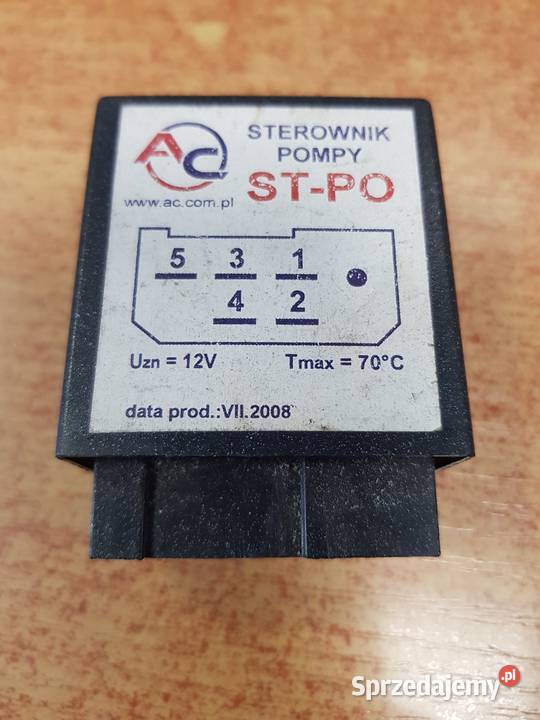 AC
www.ac.com.pl
STEROWNIK
POMPY
ST-PO
5 3 1
4 2
Uzn = 12V Tmax = 70°C
data prod.:VII.2008
Sprzedajemy.pl